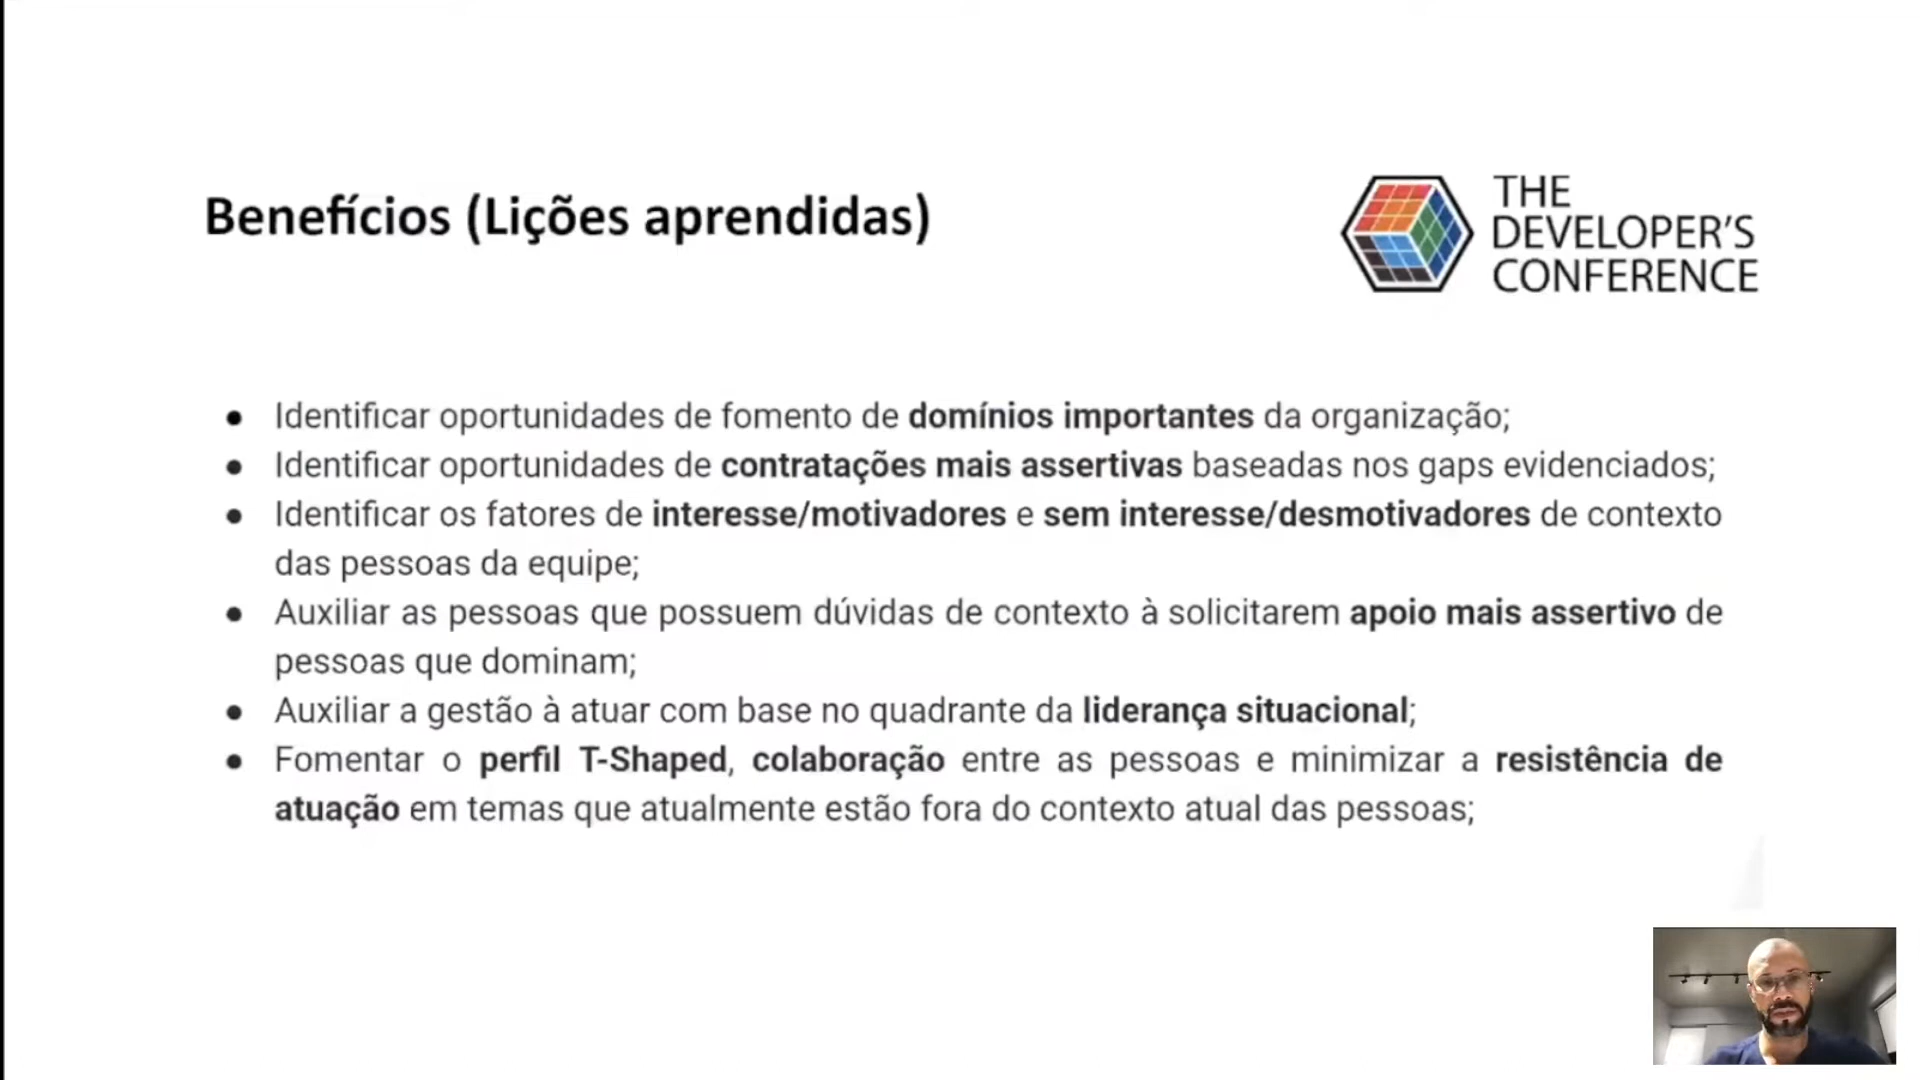 Benefícios (Lições aprendidas)
THE
DEVELOPER'S
CONFERENCE
● Identificar oportunidades de fomento de domínios importantes da organização;
● Identificar oportunidades de contratações mais assertivas baseadas nos gaps evidenciados;
● Identificar os fatores de interesse/motivadores e sem interesse/desmotivadores de contexto
das pessoas da equipe;
● Auxiliar as pessoas que possuem dúvidas de contexto à solicitarem apoio mais assertivo de
pessoas que dominam;
● Auxiliar a gestão à atuar com base no quadrante da liderança situacional;
● Fomentar o perfil T-Shaped, colaboração entre as pessoas e minimizar a resistência de
atuação em temas que atualmente estão fora do contexto atual das pessoas;